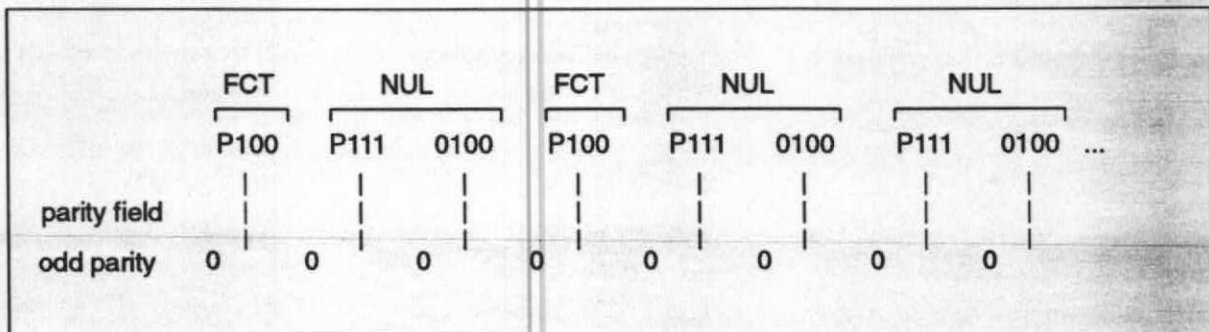 FCT NUL FCT NUL NUL
P100 P111 0100 P100 P111 0100 P111 0100 ...
parity field
odd parity 0 0 0 0 0 0 0 0